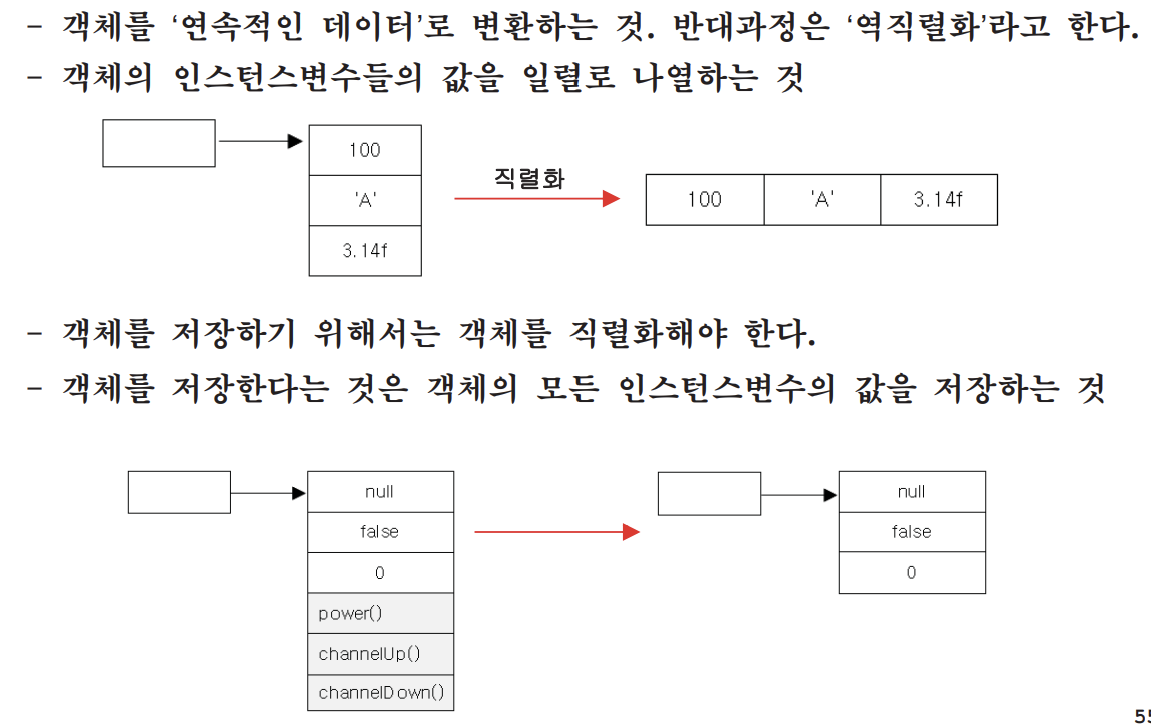 - 객체를 ‘연속적인 데이터’로 변환하는 것. 반대과정은 ‘역직렬화’라고 한다.
- 객체의 인스턴스변수들의 값을 일렬로 나열하는 것
100
'A'
3.14f
직렬화
100 'A' 3.14f
- 객체를 저장하기 위해서는 객체를 직렬화해야 한다.
- 객체를 저장한다는 것은 객체의 모든 인스턴스변수의 값을 저장하는 것
null
false
0
power()
channelUp()
channelDown()
null
false
0